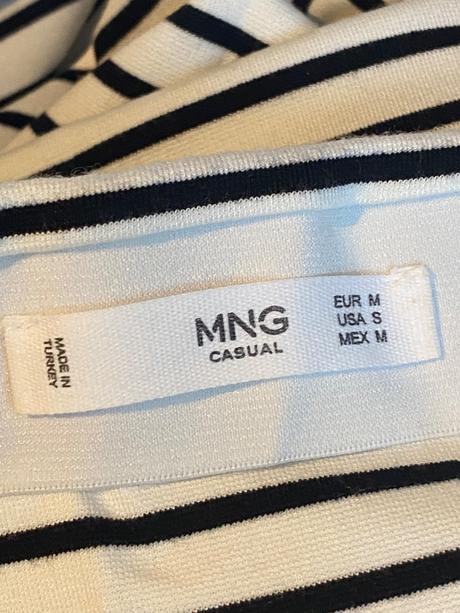 MADE IN
TURKEY
MNG
CASUAL
EUR M
USA S
MEX M